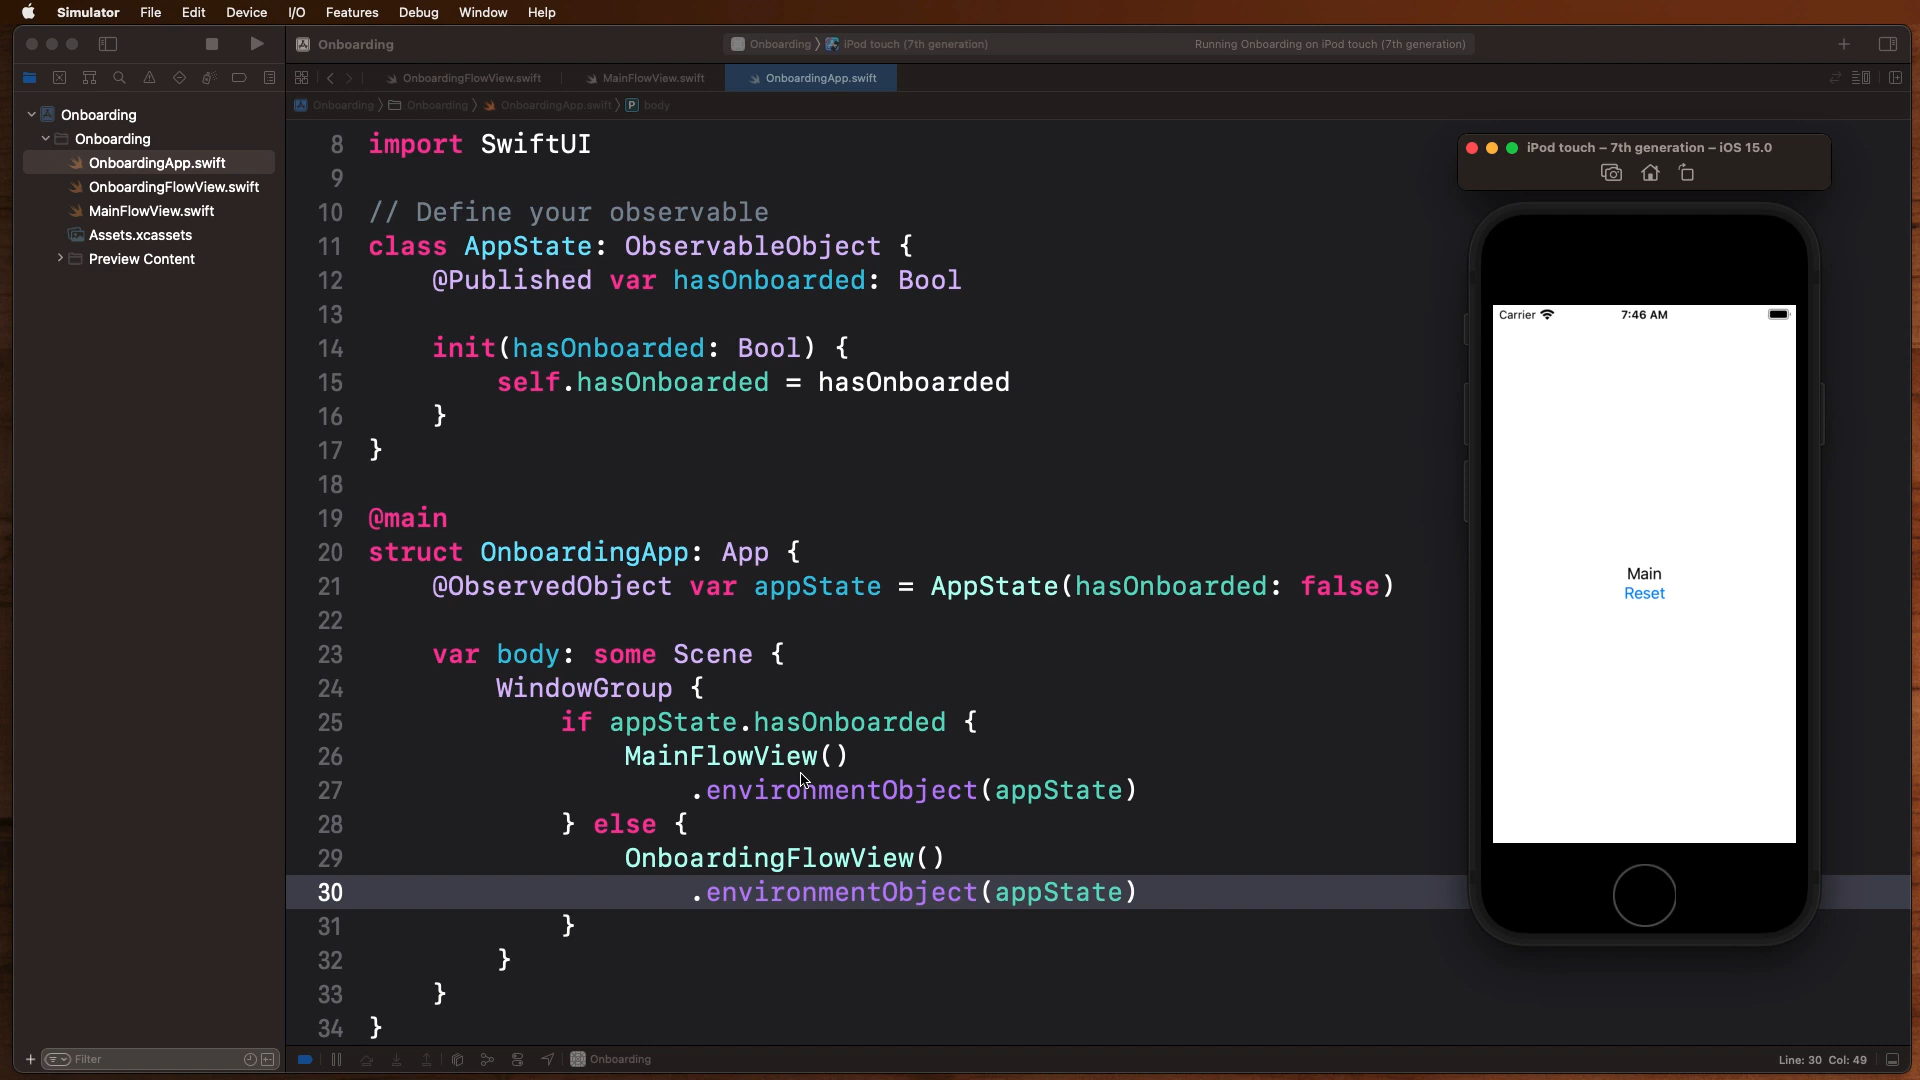 Simulator File Edit Device I/O Features Debug Window Help
Onboarding
Onboarding iPod touch (7th generation)
Running Onboarding on iPod touch (7th generation)
OnboardingFlowView.swift
MainFlowView.swift
OnboardingApp.swift
Onboarding Onboarding OnboardingApp.swift P body
Onboarding
Onboarding
OnboardingApp.swift
OnboardingFlowView.swift
MainFlowView.swift
Assets.xcassets
Preview Content
8 import SwiftUI
9
10 // Define your observable
11 class AppState: ObservableObject {
12 @Published var hasOnboarded: Bool
13
14 init(hasOnboarded: Bool) {
15 self.hasOnboarded = hasOnboarded
16 }
17 }
18
19 @main
20 struct OnboardingApp: App {
21 @ObservedObject var appState = AppState(hasOnboarded: false)
22
23 var body: some Scene {
24 WindowGroup {
25 if appState.hasOnboarded {
26 MainFlowView()
27 .environmentObject(appState)
28 } else {
29 OnboardingFlowView()
30 .environmentObject(appState)
31 }
32 }
33 }
34 }
iPod touch – 7th generation – iOS 15.0
Carrier 7:46 AM
Main
Reset
Filter
Onboarding
Line: 30 Col: 49